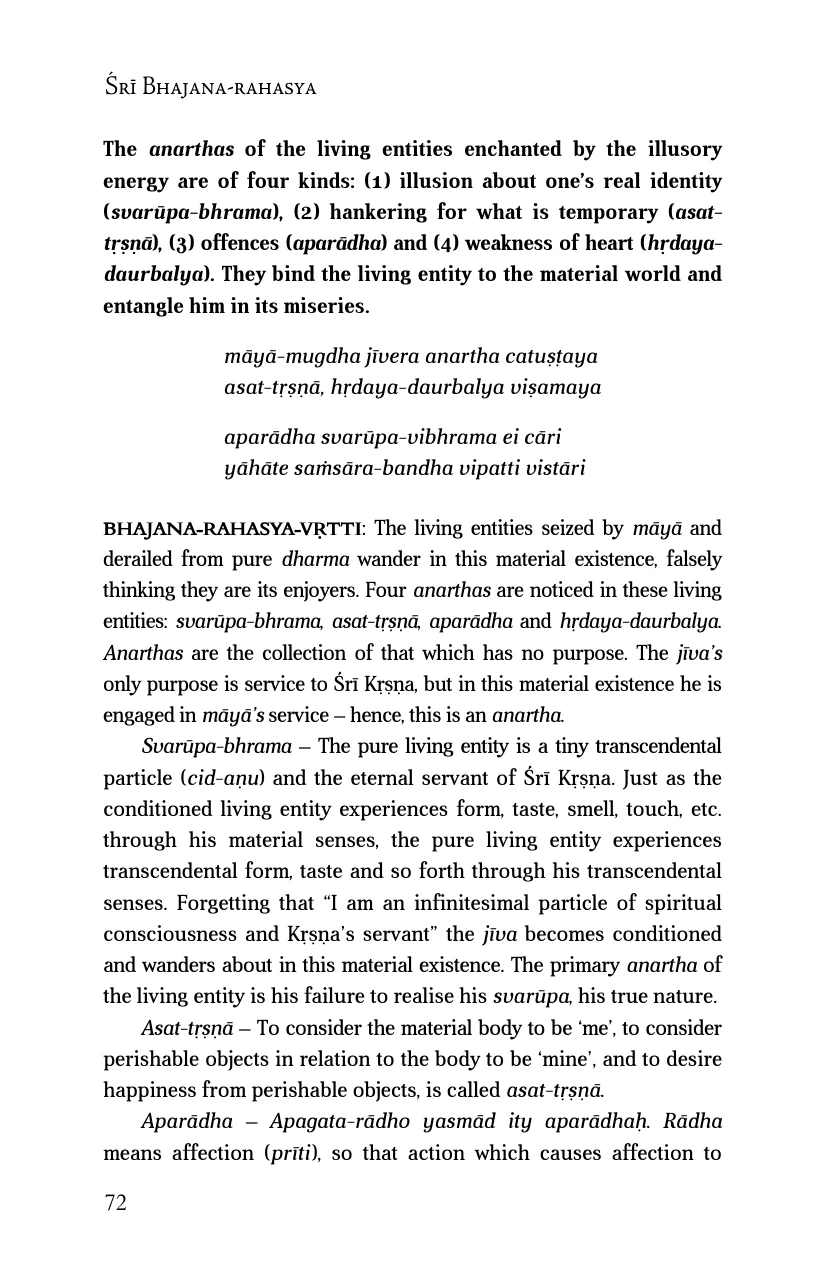 Śrī Bhajana-rahasya
The anarthas of the living entities enchanted by the illusory
energy are of four kinds: (1) illusion about one’s real identity
(svarūpa-bhrama), (2) hankering for what is temporary (asat-
tṛṣṇā), (3) offences (aparādha) and (4) weakness of heart (hṛdaya-
daurbalya). They bind the living entity to the material world and
entangle him in its miseries.
māyā-mugdha jīvera anartha catuṣṭaya
asat-tṛṣṇā, hṛdaya-daurbalya viṣamaya
aparādha svarūpa-vibhrama ei cāri
yāhāte saṁsāra-bandha vipatti vistāri
BHAJANA-RAHASYA-VṚTTI: The living entities seized by māyā and
derailed from pure dharma wander in this material existence, falsely
thinking they are its enjoyers. Four anarthas are noticed in these living
entities: svarūpa-bhrama, asat-tṛṣṇā, aparādha and hṛdaya-daurbalya.
Anarthas are the collection of that which has no purpose. The jīva’s
only purpose is service to Śrī Kṛṣṇa, but in this material existence he is
engaged in māyā’s service – hence, this is an anartha.
Svarūpa-bhrama – The pure living entity is a tiny transcendental
particle (cid-aṇu) and the eternal servant of Śrī Kṛṣṇa. Just as the
conditioned living entity experiences form, taste, smell, touch, etc.
through his material senses, the pure living entity experiences
transcendental form, taste and so forth through his transcendental
senses. Forgetting that “I am an infinitesimal particle of spiritual
consciousness and Kṛṣṇa’s servant” the jīva becomes conditioned
and wanders about in this material existence. The primary anartha of
the living entity is his failure to realise his svarūpa, his true nature.
Asat-tṛṣṇā – To consider the material body to be ‘me’, to consider
perishable objects in relation to the body to be ‘mine’, and to desire
happiness from perishable objects, is called asat-tṛṣṇā.
Aparādha – Apagata-rādho yasmād ity aparādhaḥ. Rādha
means affection (prīti), so that action which causes affection to
72